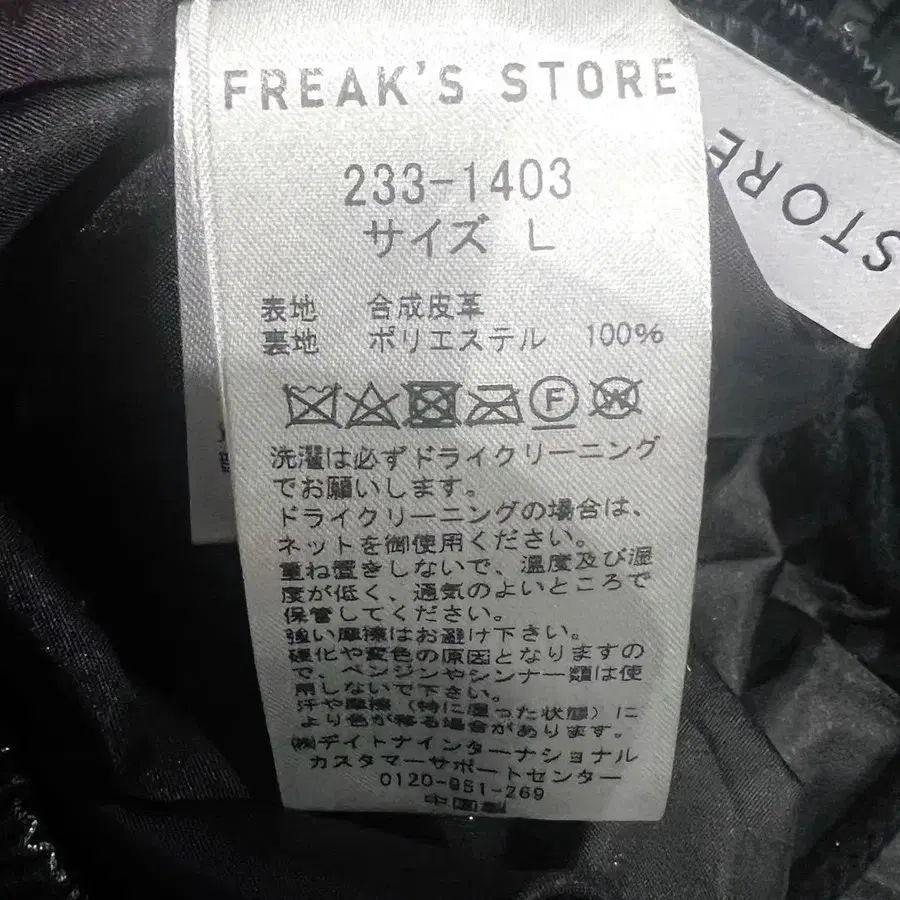 FREAK'S STORE
233-1403
サイズ L
表地 合成皮革
裏地 ポリエステル 100%
F
W
洗濯は必ずドライクリーニング
でお願いします。
ドライクリーニングの場合は、
ネットを御使用ください。
重ね置きしないで、温度及び湿
度が低く、通気のよいところで
保管してください。
強い摩擦はお避け下さい。
硬化や変色の原因となりますの
で、ベンジンやシンナー類は使
用しないで下さい。
汗や摩擦（特に湿った状態）に
より色が移る場合があります。
㈱デイトナインターナショナル
カスタマーサポートセンター
0120-951-269
中国製
STORE